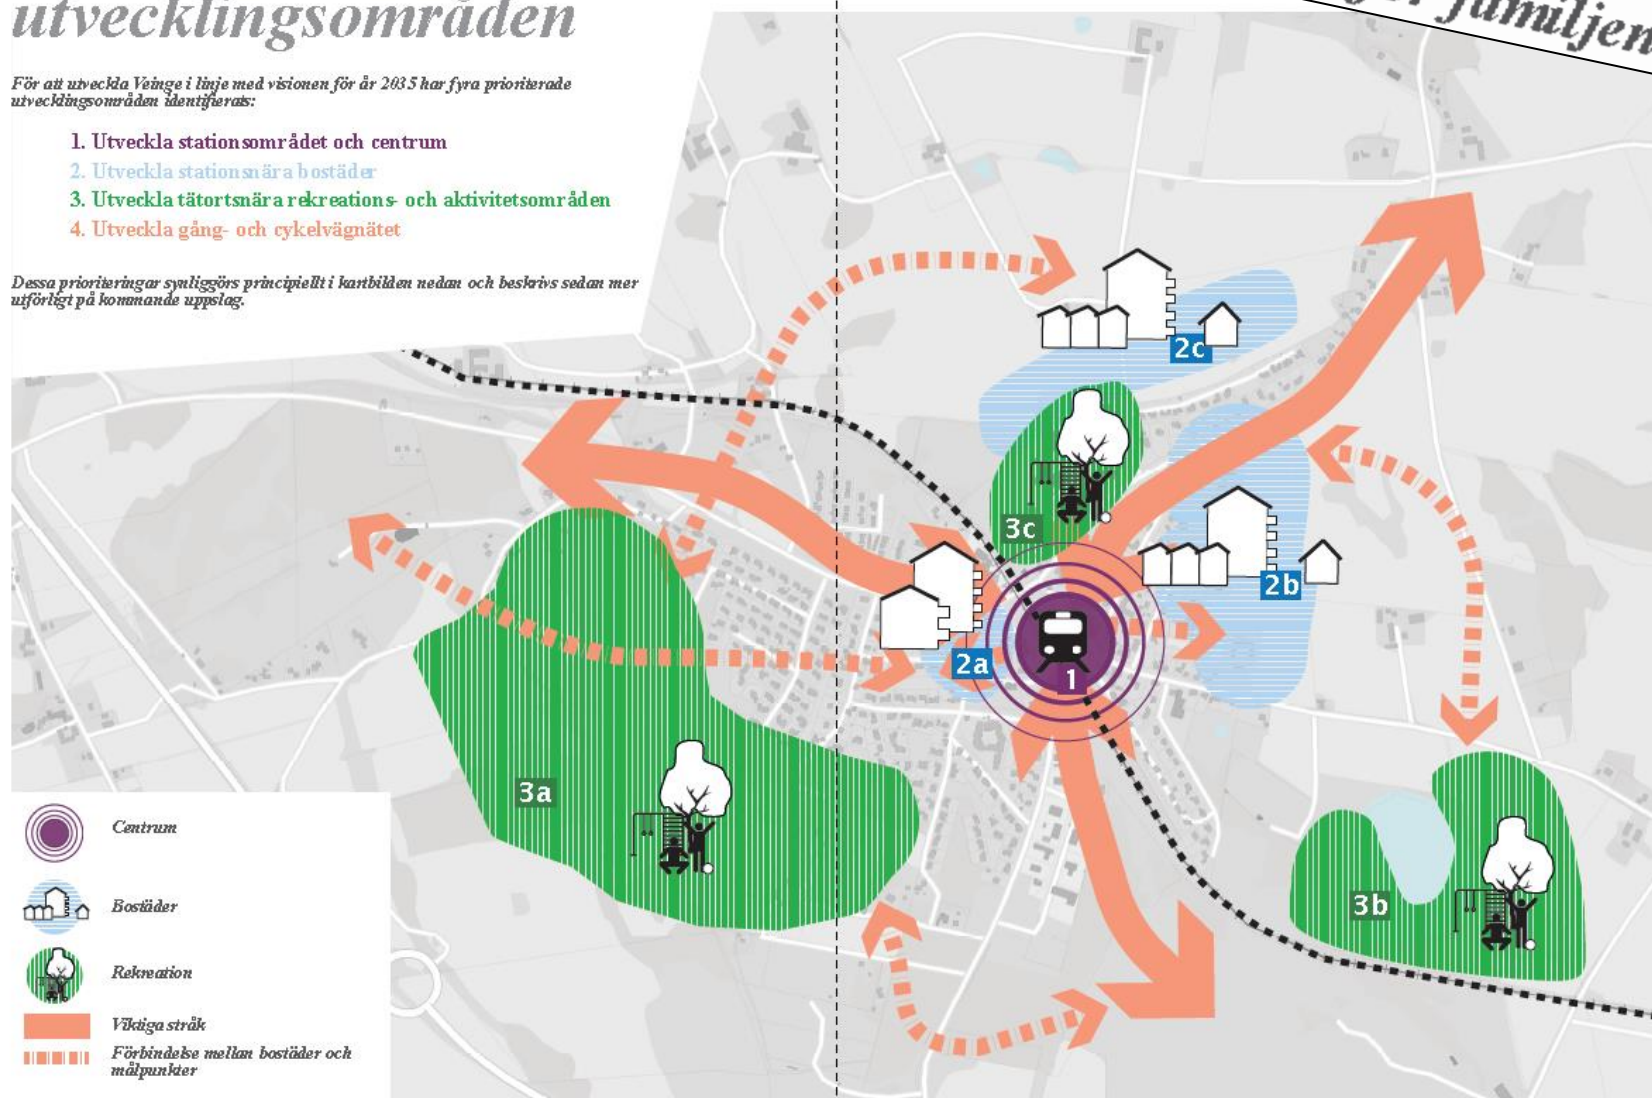 utvecklingsområden
familjen
För att utveckla Veinge i linje med visionen för år 2035 har fyra prioriterade
utvecklingsområden identifierats:
1. Utveckla stationsområdet och centrum
2. Utveckla stationsnära bostäder
3. Utveckla tätortsnära rekreations- och aktivitetsområden
4. Utveckla gång- och cykelvägnätet
Dessa prioriteringar synliggörs principiellt i kartbilden nedan och beskrivs sedan mer
utförligt på kommande uppslag.
2c
3c
2b
2a
1
3a
3b
Centrum
Bostäder
Rekreation
Viktiga stråk
Förbindelse mellan bostäder och
målpunkter